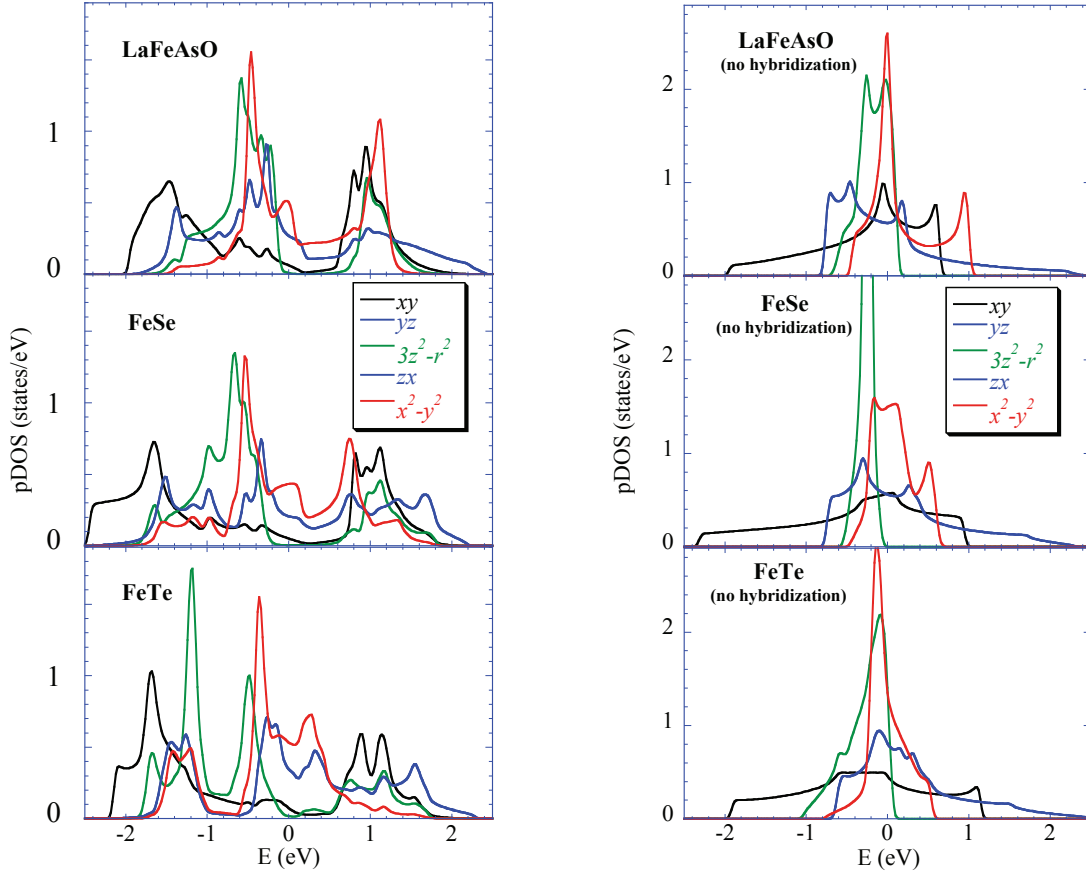 LaFeAsO
1
0
FeSe
xy
yz
3z²-r²
zx
x²-y²
1
0
FeTe
1
0
-2 -1 0 1 2
E (eV)
pDOS (states/eV)
LaFeAsO
(no hybridization)
2
1
0
FeSe
(no hybridization)
xy
yz
3z²-r²
zx
x²-y²
2
1
0
FeTe
(no hybridization)
2
1
0
-2 -1 0 1 2
E (eV)
pDOS (states/eV)